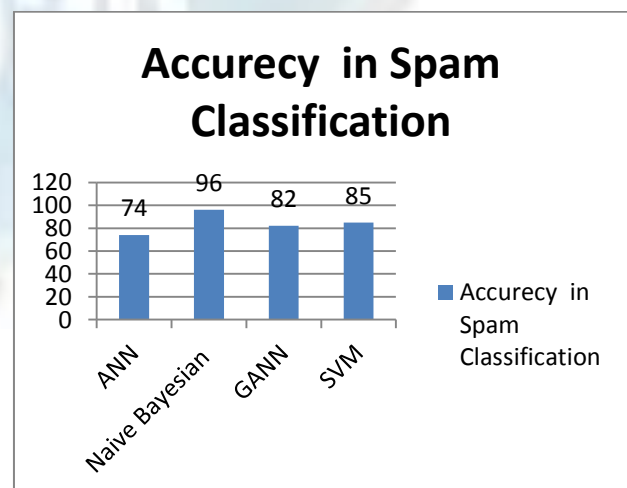 Accurecy in Spam
Classification
120
100
80
60
40
20
0
74
96
82
85
ANN
Naive Bayesian
GANN
SVM
Accurecy in
Spam
Classification